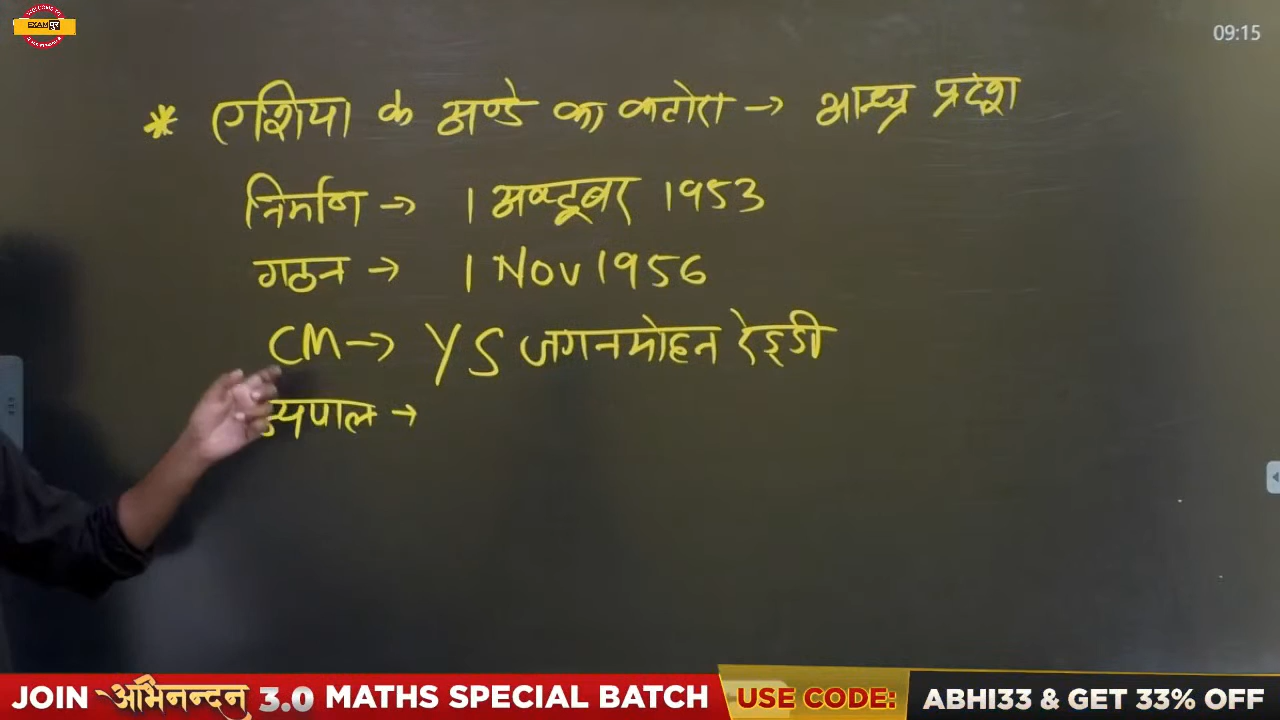 EXAM पुर
09:15
* एशिया के अण्डे का कटोरा → आन्ध्र प्रदेश
निर्माण → 1 अक्टूबर 1953
गठन → 1 Nov 1956
CM → YS जगनमोहन रेड्डी
ज्यपाल →
JOIN अभिनन्दन 3.0 MATHS SPECIAL BATCH USE CODE: ABHI33 & GET 33% OFF